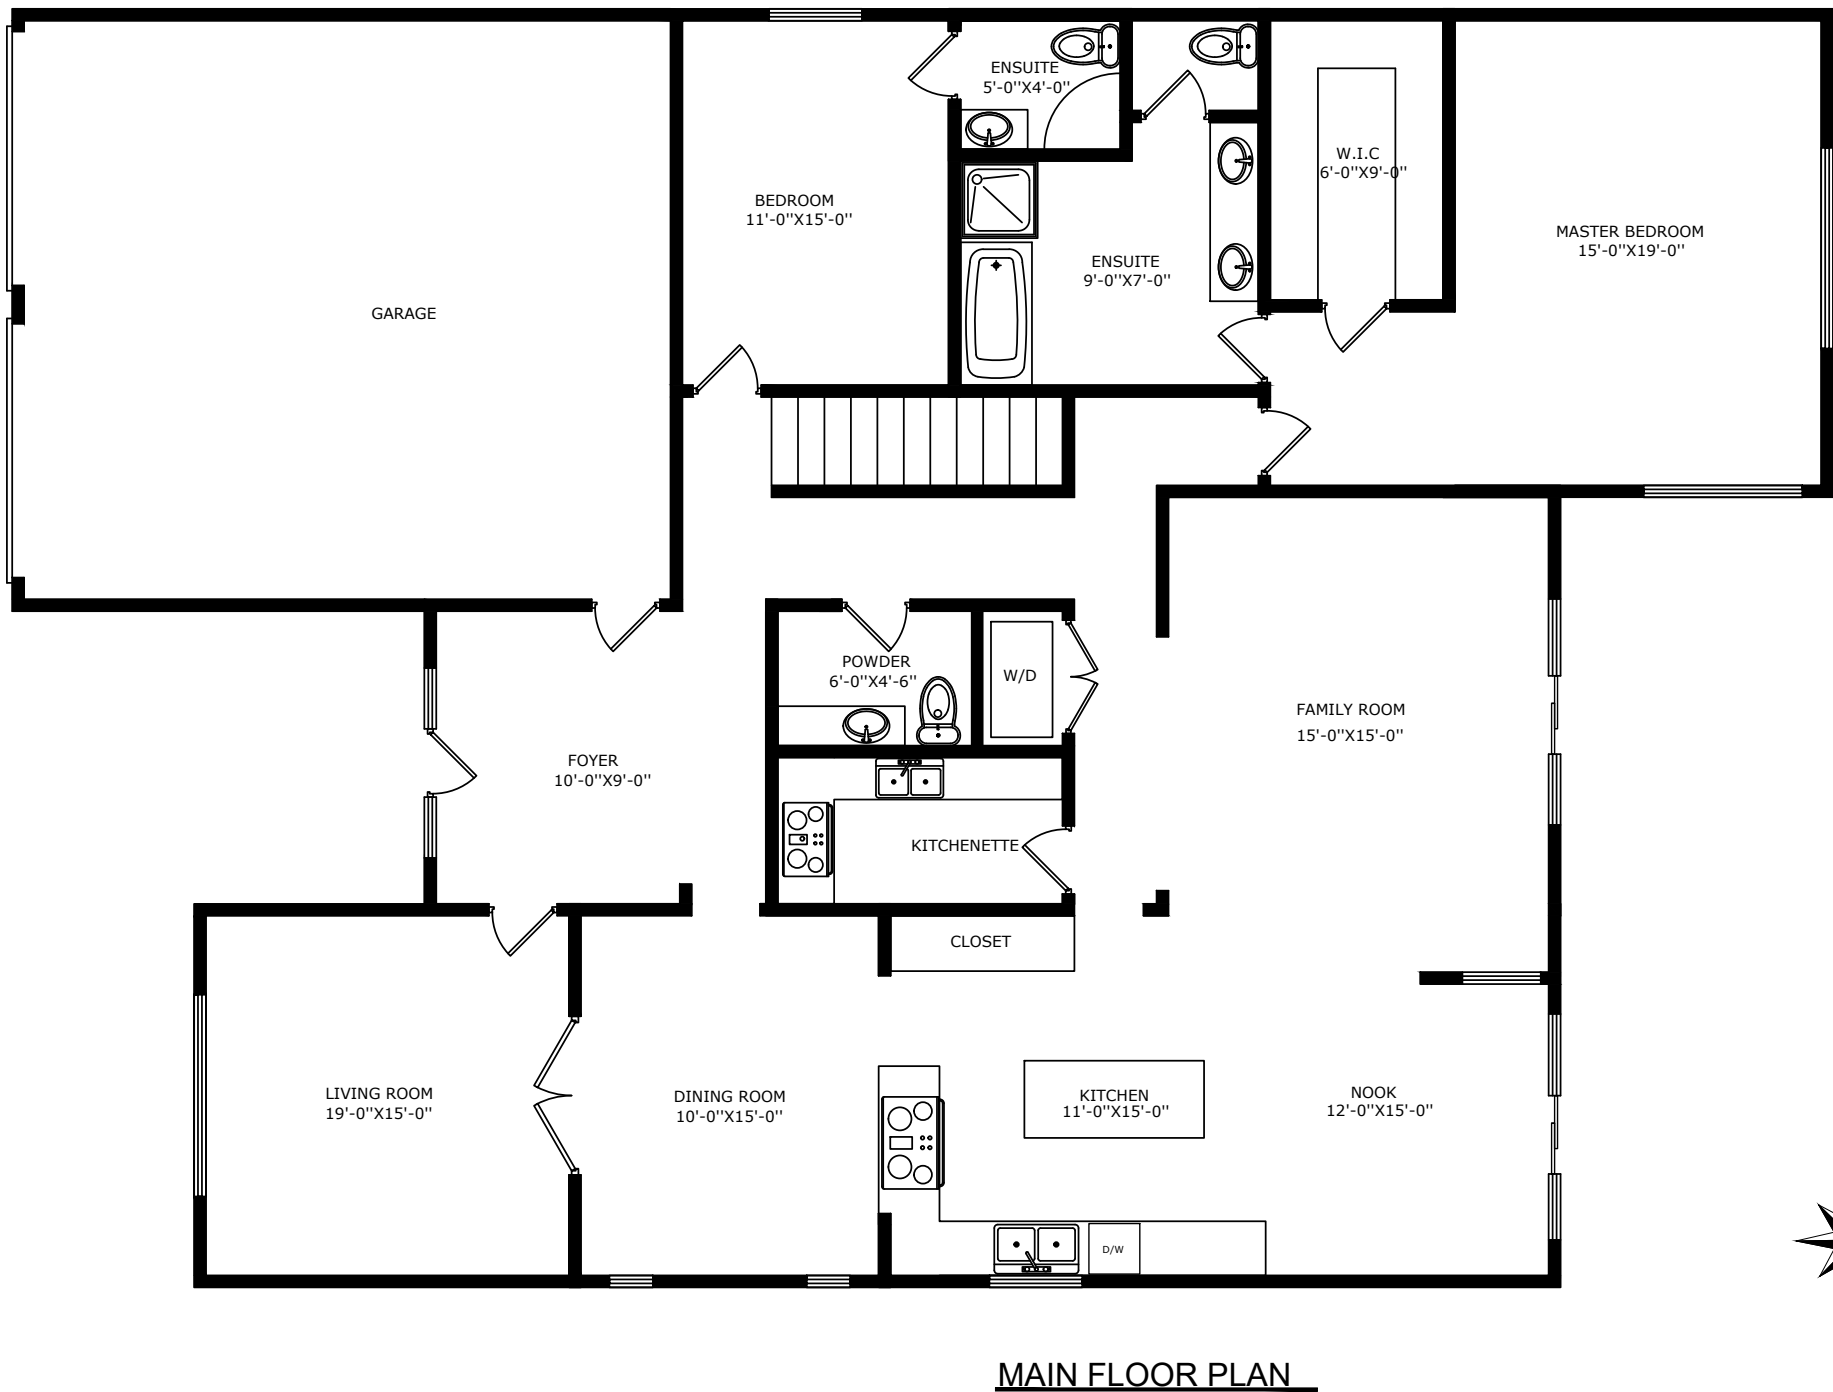 ENSUITE
5'-0"X4'-0"
W.I.C
6'-0"X9'-0"
BEDROOM
11'-0"X15'-0"
MASTER BEDROOM
15'-0"X19'-0"
ENSUITE
9'-0"X7'-0"
GARAGE
POWDER
6'-0"X4'-6"
W/D
FAMILY ROOM
15'-0"X15'-0"
FOYER
10'-0"X9'-0"
KITCHENETTE
CLOSET
LIVING ROOM
19'-0"X15'-0"
DINING ROOM
10'-0"X15'-0"
KITCHEN
11'-0"X15'-0"
NOOK
12'-0"X15'-0"
D/W
MAIN FLOOR PLAN